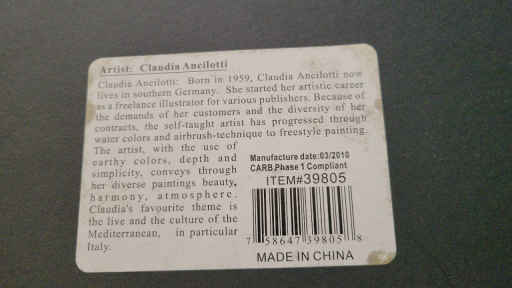 Artist: Claudia Ancilotti
Claudia Ancilotti: Born in 1959, Claudia Ancilotti now
lives in southern Germany. She started her artistic career
as a freelance illustrator for various publishers. Because of
the demands of her customers and the diversity of her
contracts, the self-taught artist has progressed through
water colors and airbrush-technique to freestyle painting.
The artist, with the use of
earthy colors, depth and
simplicity, conveys through
her diverse paintings beauty,
harmony, atmosphere.
Claudia's favourite theme is
the live and the culture of the
Mediterranean, in particular
Italy.
Manufacture date:03/2010
CARB,Phase 1 Compliant
ITEM#39805
7 58647 39805 8
MADE IN CHINA